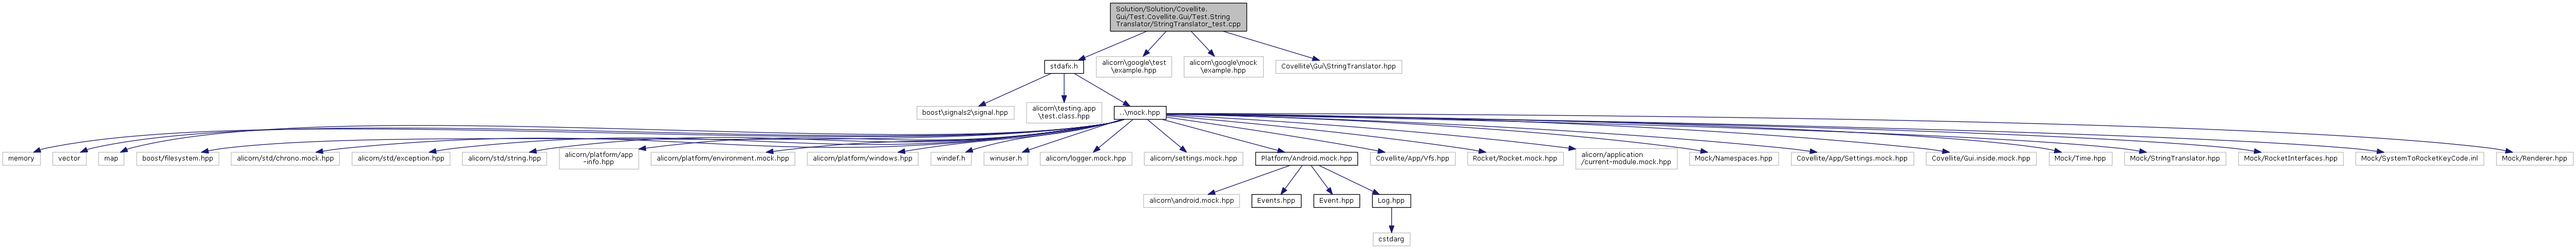 Solution/Solution/Covellite.
Gui/Test.Covellite.Gui/Test.String
Translator/StringTranslator_test.cpp
stdafx.h
alicorn\google\test
\example.hpp
alicorn\google\mock
\example.hpp
Covellite\Gui\StringTranslator.hpp
boost\signals2\signal.hpp
alicorn\testing.app
\test.class.hpp
..\mock.hpp
memory
vector
map
boost/filesystem.hpp
alicorn/std/chrono.mock.hpp
alicorn/std/exception.hpp
alicorn/std/string.hpp
alicorn/platform/app
-info.hpp
alicorn/platform/environment.mock.hpp
alicorn/platform/windows.hpp
windef.h
winuser.h
alicorn/logger.mock.hpp
alicorn/settings.mock.hpp
Platform/Android.mock.hpp
Covellite/App/Vfs.hpp
Rocket/Rocket.mock.hpp
alicorn/application
/current-module.mock.hpp
Mock/Namespaces.hpp
Covellite/App/Settings.mock.hpp
Covellite/Gui.inside.mock.hpp
Mock/Time.hpp
Mock/StringTranslator.hpp
Mock/RocketInterfaces.hpp
Mock/SystemToRocketKeyCode.inl
Mock/Renderer.hpp
alicorn\android.mock.hpp
Events.hpp
Event.hpp
Log.hpp
cstdarg